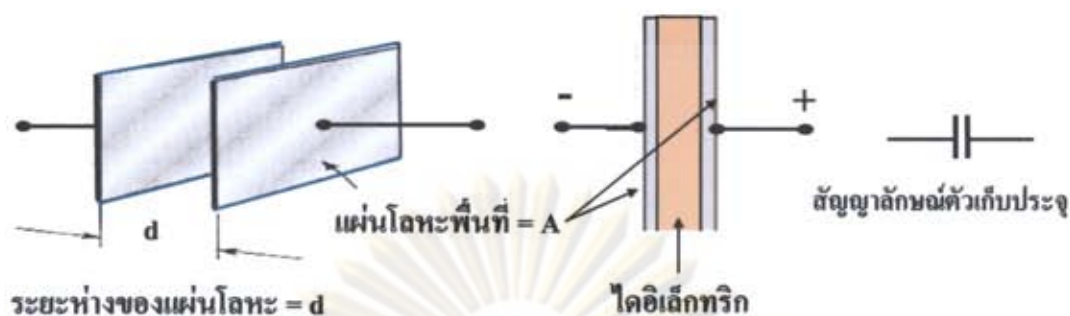 - +
d
แผ่นโลหะพื้นที่ = A
สัญญาลักษณ์ตัวเก็บประจุ
ระยะห่างของแผ่นโลหะ = d
ไดอิเล็กทริก